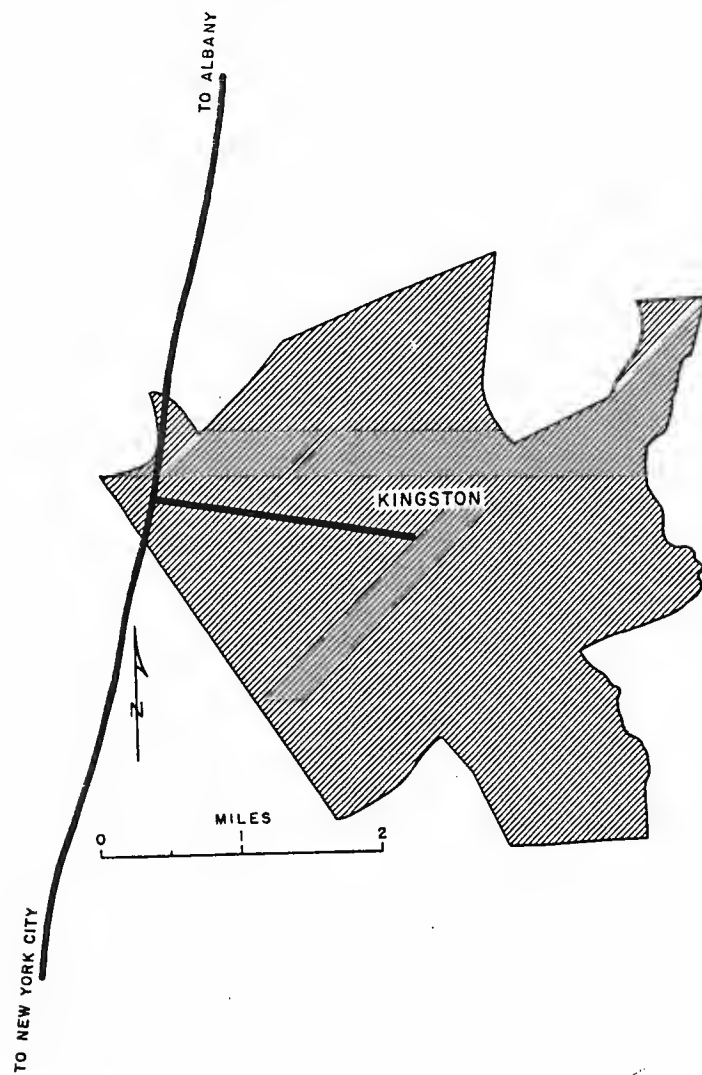 TO ALBANY
KINGSTON
N
MILES
0 1 2
TO NEW YORK CITY